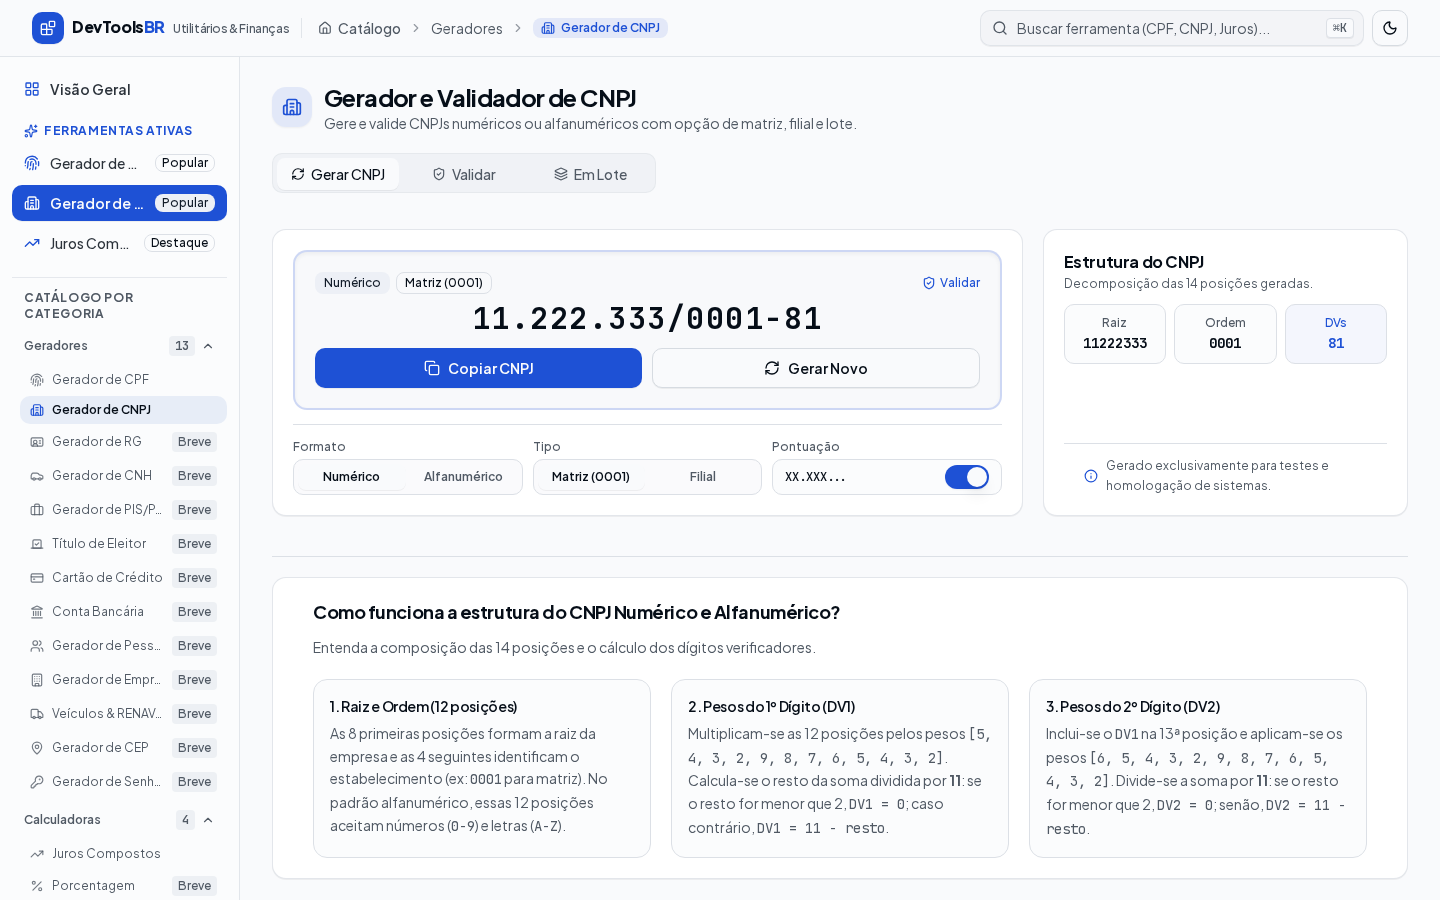 DevToolsBR Utilitários & Finanças
Catálogo > Geradores > Gerador de CNPJ
Buscar ferramenta (CPF, CNPJ, Juros)... ⌘K
Visão Geral
FERRAMENTAS ATIVAS
Gerador de ... Popular
Gerador de ... Popular
Juros Com... Destaque
CATÁLOGO POR
CATEGORIA
Geradores 13
Gerador de CPF
Gerador de CNPJ
Gerador de RG Breve
Gerador de CNH Breve
Gerador de PIS/P... Breve
Título de Eleitor Breve
Cartão de Crédito Breve
Conta Bancária Breve
Gerador de Pess... Breve
Gerador de Empr... Breve
Veículos & RENAV... Breve
Gerador de CEP Breve
Gerador de Senh... Breve
Calculadoras 4
Juros Compostos
Porcentagem Breve
Gerador e Validador de CNPJ
Gere e valide CNPJs numéricos ou alfanuméricos com opção de matriz, filial e lote.
Gerar CNPJ Validar Em Lote
Numérico Matriz (0001) Validar
11.222.333/0001-81
Copiar CNPJ Gerar Novo
Formato Tipo Pontuação
Numérico Alfanumérico Matriz (0001) Filial XX.XXX...
Estrutura do CNPJ
Decomposição das 14 posições geradas.
Raiz Ordem DVs
11222333 0001 81
Gerado exclusivamente para testes e
homologação de sistemas.
Como funciona a estrutura do CNPJ Numérico e Alfanumérico?
Entenda a composição das 14 posições e o cálculo dos dígitos verificadores.
1. Raiz e Ordem (12 posições)
As 8 primeiras posições formam a raiz da
empresa e as 4 seguintes identificam o
estabelecimento (ex: 0001 para matriz). No
padrão alfanumérico, essas 12 posições
aceitam números (0-9) e letras (A-Z).
2. Pesos do 1º Dígito (DV1)
Multiplicam-se as 12 posições pelos pesos [5,
4, 3, 2, 9, 8, 7, 6, 5, 4, 3, 2].
Calcula-se o resto da soma dividida por 11: se
o resto for menor que 2, DV1 = 0; caso
contrário, DV1 = 11 - resto.
3. Pesos do 2º Dígito (DV2)
Inclui-se o DV1 na 13ª posição e aplicam-se os
pesos [6, 5, 4, 3, 2, 9, 8, 7, 6, 5,
4, 3, 2]. Divide-se a soma por 11: se o resto
for menor que 2, DV2 = 0; senão, DV2 = 11 -
resto.